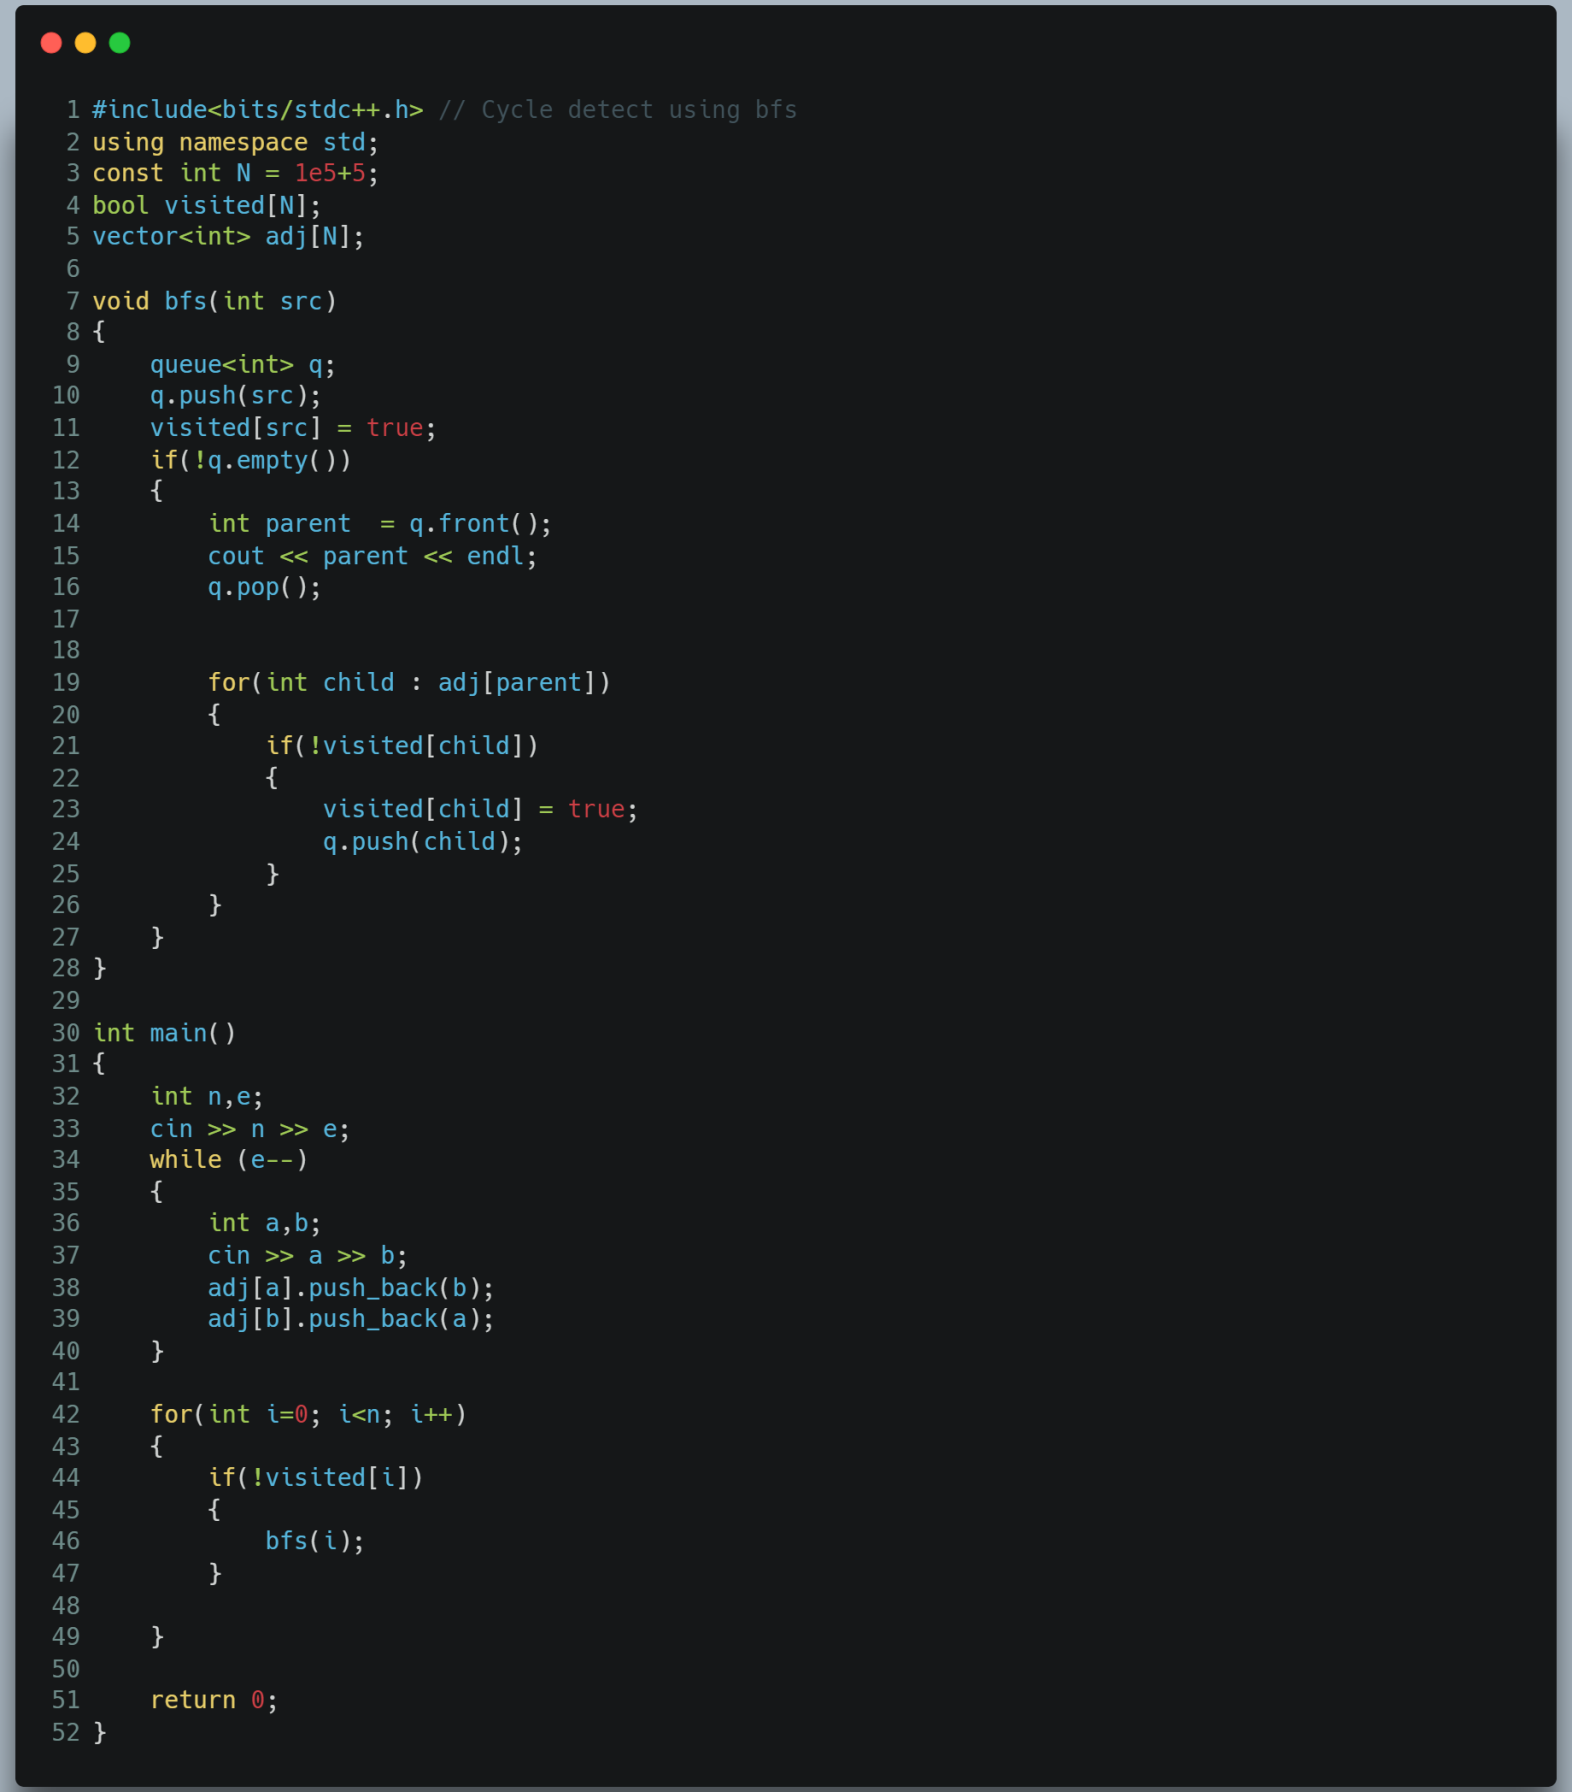 1 #include<bits/stdc++.h> // Cycle detect using bfs
2 using namespace std;
3 const int N = 1e5+5;
4 bool visited[N];
5 vector<int> adj[N];
6
7 void bfs(int src)
8 {
9     queue<int> q;
10     q.push(src);
11     visited[src] = true;
12     if(!q.empty())
13     {
14         int parent  = q.front();
15         cout << parent << endl;
16         q.pop();
17
18
19         for(int child : adj[parent])
20         {
21             if(!visited[child])
22             {
23                 visited[child] = true;
24                 q.push(child);
25             }
26         }
27     }
28 }
29
30 int main()
31 {
32     int n,e;
33     cin >> n >> e;
34     while (e--)
35     {
36         int a,b;
37         cin >> a >> b;
38         adj[a].push_back(b);
39         adj[b].push_back(a);
40     }
41
42     for(int i=0; i<n; i++)
43     {
44         if(!visited[i])
45         {
46             bfs(i);
47         }
48
49     }
50
51     return 0;
52 }